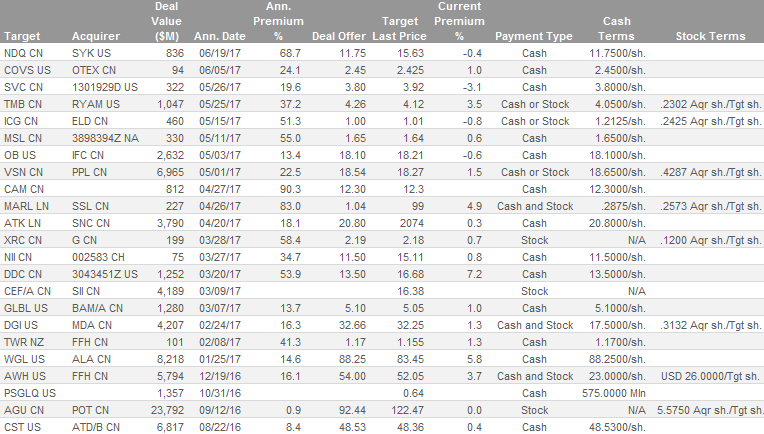 Deal Ann. Target Current
Value Premium Last Price Premium Cash
Target Acquirer ($M) Ann. Date % Deal Offer % Payment Type Terms Stock Terms
NDQ CN SYK US 836 06/19/17 68.7 11.75 15.63 -0.4 Cash 11.7500/sh.
COVS US OTEX CN 94 06/05/17 24.1 2.45 2.425 1.0 Cash 2.4500/sh.
SVC CN 1301929D US 322 05/26/17 19.6 3.80 3.92 -3.1 Cash 3.8000/sh.
TMB CN RYAM US 1,047 05/25/17 37.2 4.26 4.12 3.5 Cash or Stock 4.0500/sh. .2302 Aqr sh./Tgt sh.
ICG CN ELD CN 460 05/15/17 51.3 1.00 1.01 -0.8 Cash or Stock 1.2125/sh. .2425 Aqr sh./Tgt sh.
MSL CN 3898394Z NA 330 05/11/17 55.0 1.65 1.64 0.6 Cash 1.6500/sh.
OB US IFC CN 2,632 05/03/17 13.4 18.10 18.21 -0.6 Cash 18.1000/sh.
VSN CN PPL CN 6,965 05/01/17 22.5 18.54 18.27 1.5 Cash or Stock 18.6500/sh. .4287 Aqr sh./Tgt sh.
CAM CN 812 04/27/17 90.3 12.30 12.3 Cash 12.3000/sh.
MARL LN SSL CN 227 04/26/17 83.0 1.04 99 4.9 Cash and Stock .2875/sh. .2573 Aqr sh./Tgt sh.
ATK LN SNC CN 3,790 04/20/17 18.1 20.80 2074 0.3 Cash 20.8000/sh.
XRC CN G CN 199 03/28/17 58.4 2.19 2.18 0.7 Stock N/A .1200 Aqr sh./Tgt sh.
NII CN 002583 CH 75 03/27/17 34.7 11.50 15.11 0.8 Cash 11.5000/sh.
DDC CN 3043451Z US 1,252 03/20/17 53.9 13.50 16.68 7.2 Cash 13.5000/sh.
CEF/A CN SII CN 4,189 03/09/17 16.38 Stock N/A
GLBL US BAM/A CN 1,280 03/07/17 13.7 5.10 5.05 1.0 Cash 5.1000/sh.
DGI US MDA CN 4,207 02/24/17 16.3 32.66 32.25 1.3 Cash and Stock 17.5000/sh. .3132 Aqr sh./Tgt sh.
TWR NZ FFH CN 101 02/08/17 41.3 1.17 1.155 1.3 Cash 1.1700/sh.
WGL US ALA CN 8,218 01/25/17 14.6 88.25 83.45 5.8 Cash 88.2500/sh.
AWH US FFH CN 5,794 12/19/16 16.1 54.00 52.05 3.7 Cash and Stock 23.0000/sh. USD 26.0000/Tgt sh.
PSGLQ US 1,357 10/31/16 0.64 Cash 575.0000 Mln
AGU CN POT CN 23,792 09/12/16 0.9 92.44 122.47 0.0 Stock N/A 5.5750 Aqr sh./Tgt sh.
CST US ATD/B CN 6,817 08/22/16 8.4 48.53 48.36 0.4 Cash 48.5300/sh.